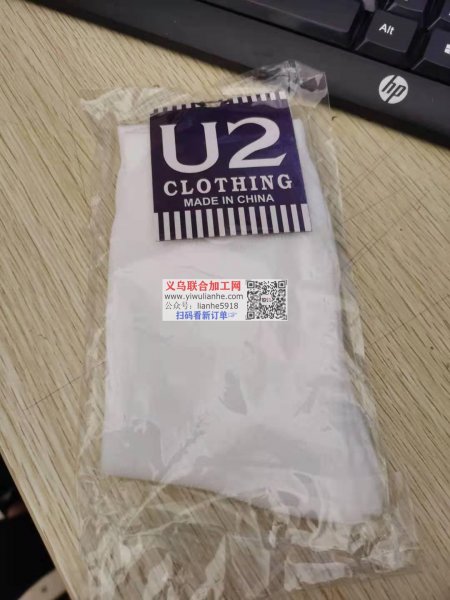 Alt
hp
U2
CLOTHING
MADE IN CHINA
义乌联合加工网
www.yiwulianhe.com
公众号：lianhe5918
扫码看新订单☞